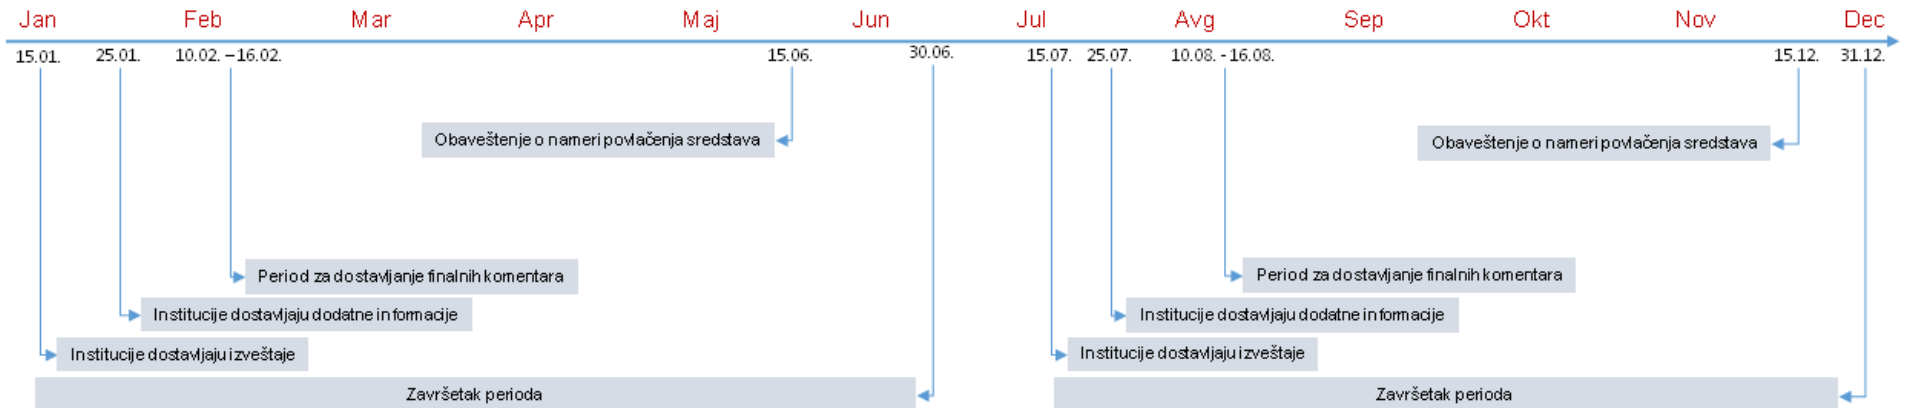 Jan Feb Mar Apr Maj Jun Jul Avg Sep Okt Nov Dec
15.01. 25.01. 10.02. –16.02. 15.06. 30.06. 15.07. 25.07. 10.08. -16.08. 15.12. 31.12.
Obaveštenje o nameri povlačenja sredstava Obaveštenje o nameri povlačenja sredstava
Period za dostavljanje finalnih komentara Period za dostavljanje finalnih komentara
Institucije dostavljaju dodatne informacije Institucije dostavljaju dodatne informacije
Institucije dostavljaju izveštaje Institucije dostavljaju izveštaje
Završetak perioda Završetak perioda